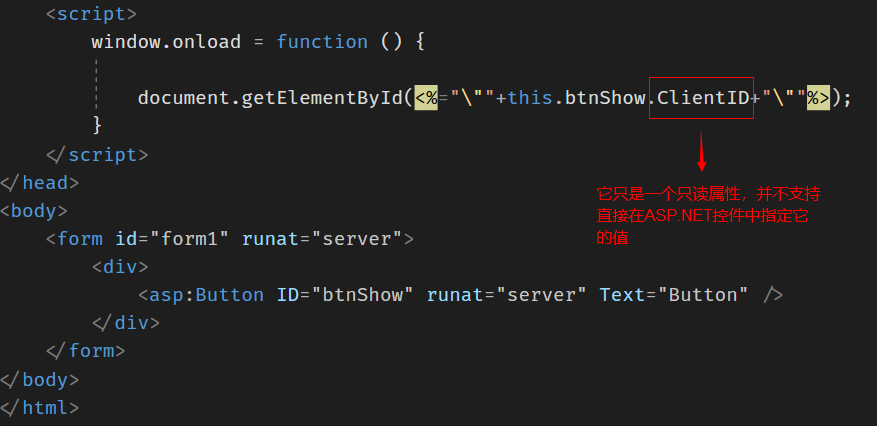 <script>
window.onload = function () {
document.getElementById(<%="\""+this.btnShow.ClientID+"\""%>);
}
</script>
</head>
<body>
它只是一个只读属性，并不支持
直接在ASP.NET控件中指定它
的值
<form id="form1" runat="server">
<div>
<asp:Button ID="btnShow" runat="server" Text="Button" />
</div>
</form>
</body>
</html>